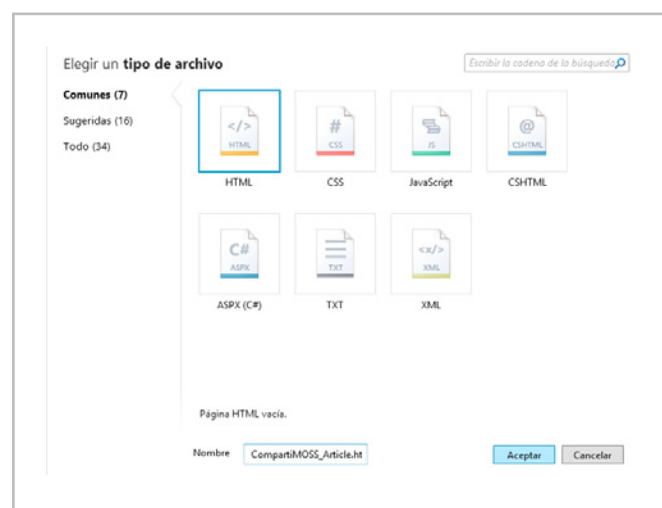 Elegir un tipo de archivo
Escribir la cadena de la búsqueda
Comunes (7)
Sugeridas (16)
Todo (34)
</> # @
HTML CSS JS CSHTML
HTML CSS JavaScript CSHTML
C# <x/>
ASPX TXT XML
ASPX (C#) TXT XML
Página HTML vacía.
Nombre CompartiMOSS_Article.ht Aceptar Cancelar